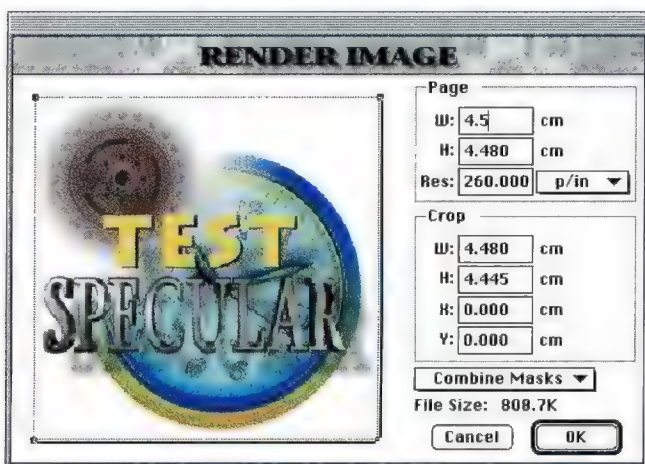 RENDER IMAGE
TEST
SPECULAR
Page
W: 4.5 cm
H: 4.480 cm
Res: 260.000 p/in
Crop
W: 4.480 cm
H: 4.445 cm
X: 0.000 cm
Y: 0.000 cm
Combine Masks
File Size: 808.7K
Cancel OK